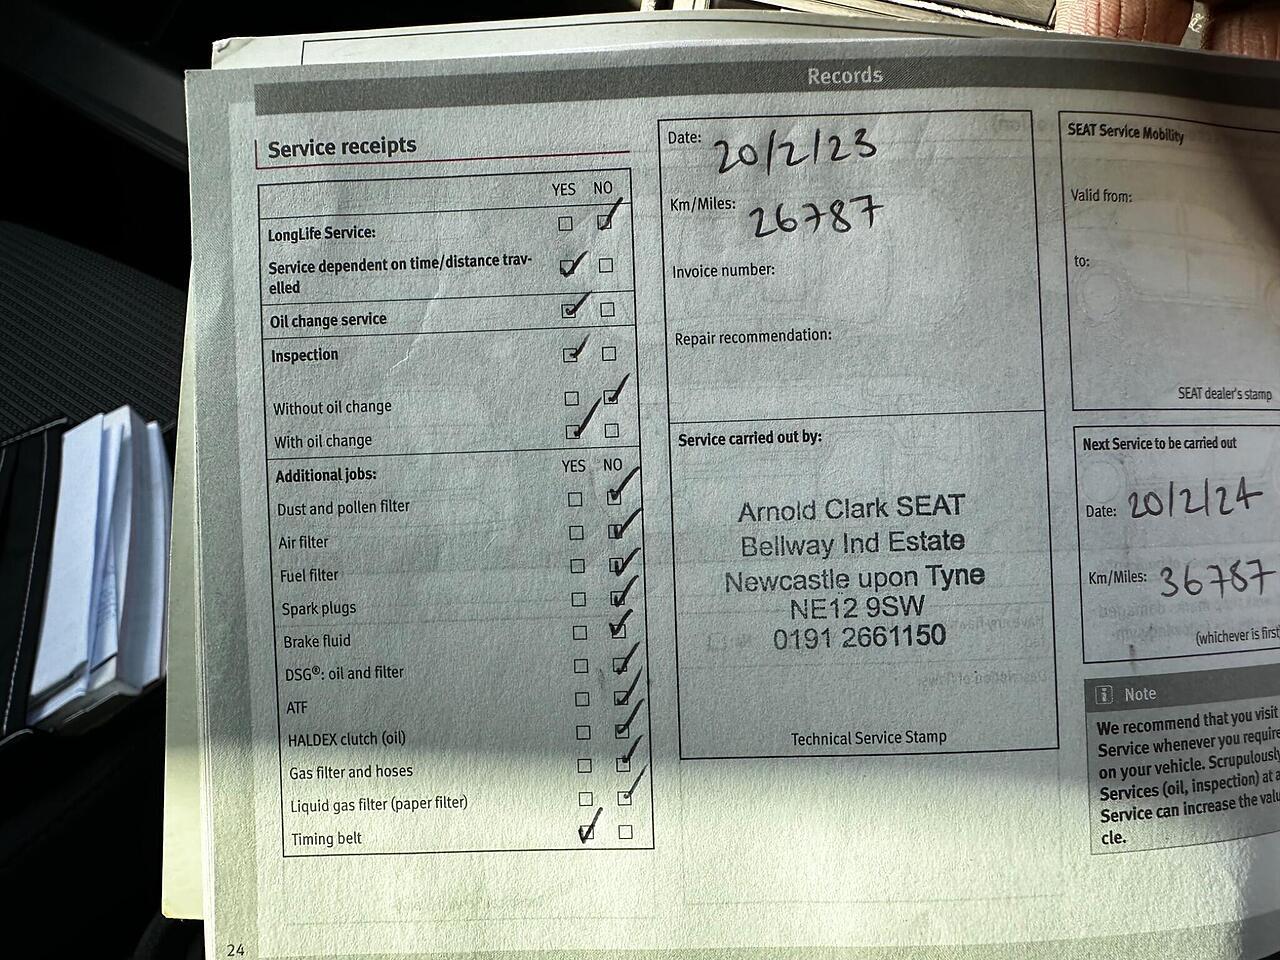 Records
Service receipts
YES NO
LongLife Service:
Service dependent on time/distance trav-
elled
Oil change service
Inspection
Without oil change
With oil change
Additional jobs: YES NO
Dust and pollen filter
Air filter
Fuel filter
Spark plugs
Brake fluid
DSG®: oil and filter
ATF
HALDEX clutch (oil)
Gas filter and hoses
Liquid gas filter (paper filter)
Timing belt
24
Date: 20/2/23
Km/Miles: 26787
Invoice number:
Repair recommendation:
Service carried out by:
Arnold Clark SEAT
Bellway Ind Estate
Newcastle upon Tyne
NE12 9SW
0191 2661150
Technical Service Stamp
SEAT Service Mobility
Valid from:
to:
SEAT dealer's stamp
Next Service to be carried out
Date: 20/2/24
Km/Miles: 36787
(whichever is first)
i Note
We recommend that you visit
Service whenever you require
on your vehicle. Scrupulously
Services (oil, inspection) at a
Service can increase the valu
cle.